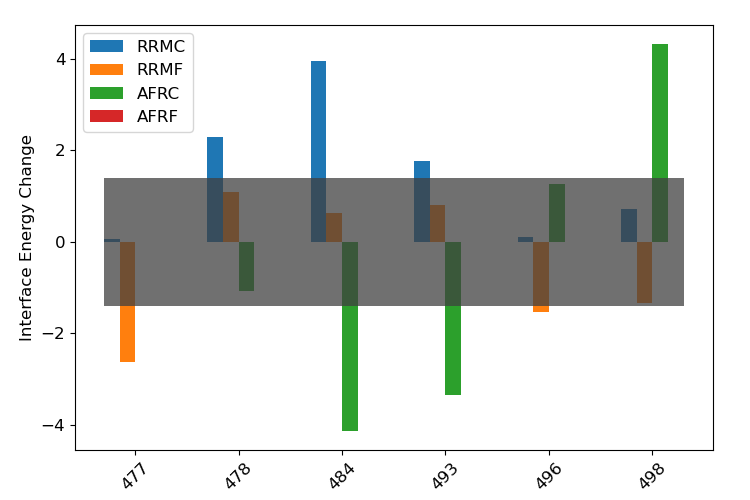 RRMC
RRMF
AFRC
AFRF
Interface Energy Change
4
2
0
−2
−4
477
478
484
493
496
498